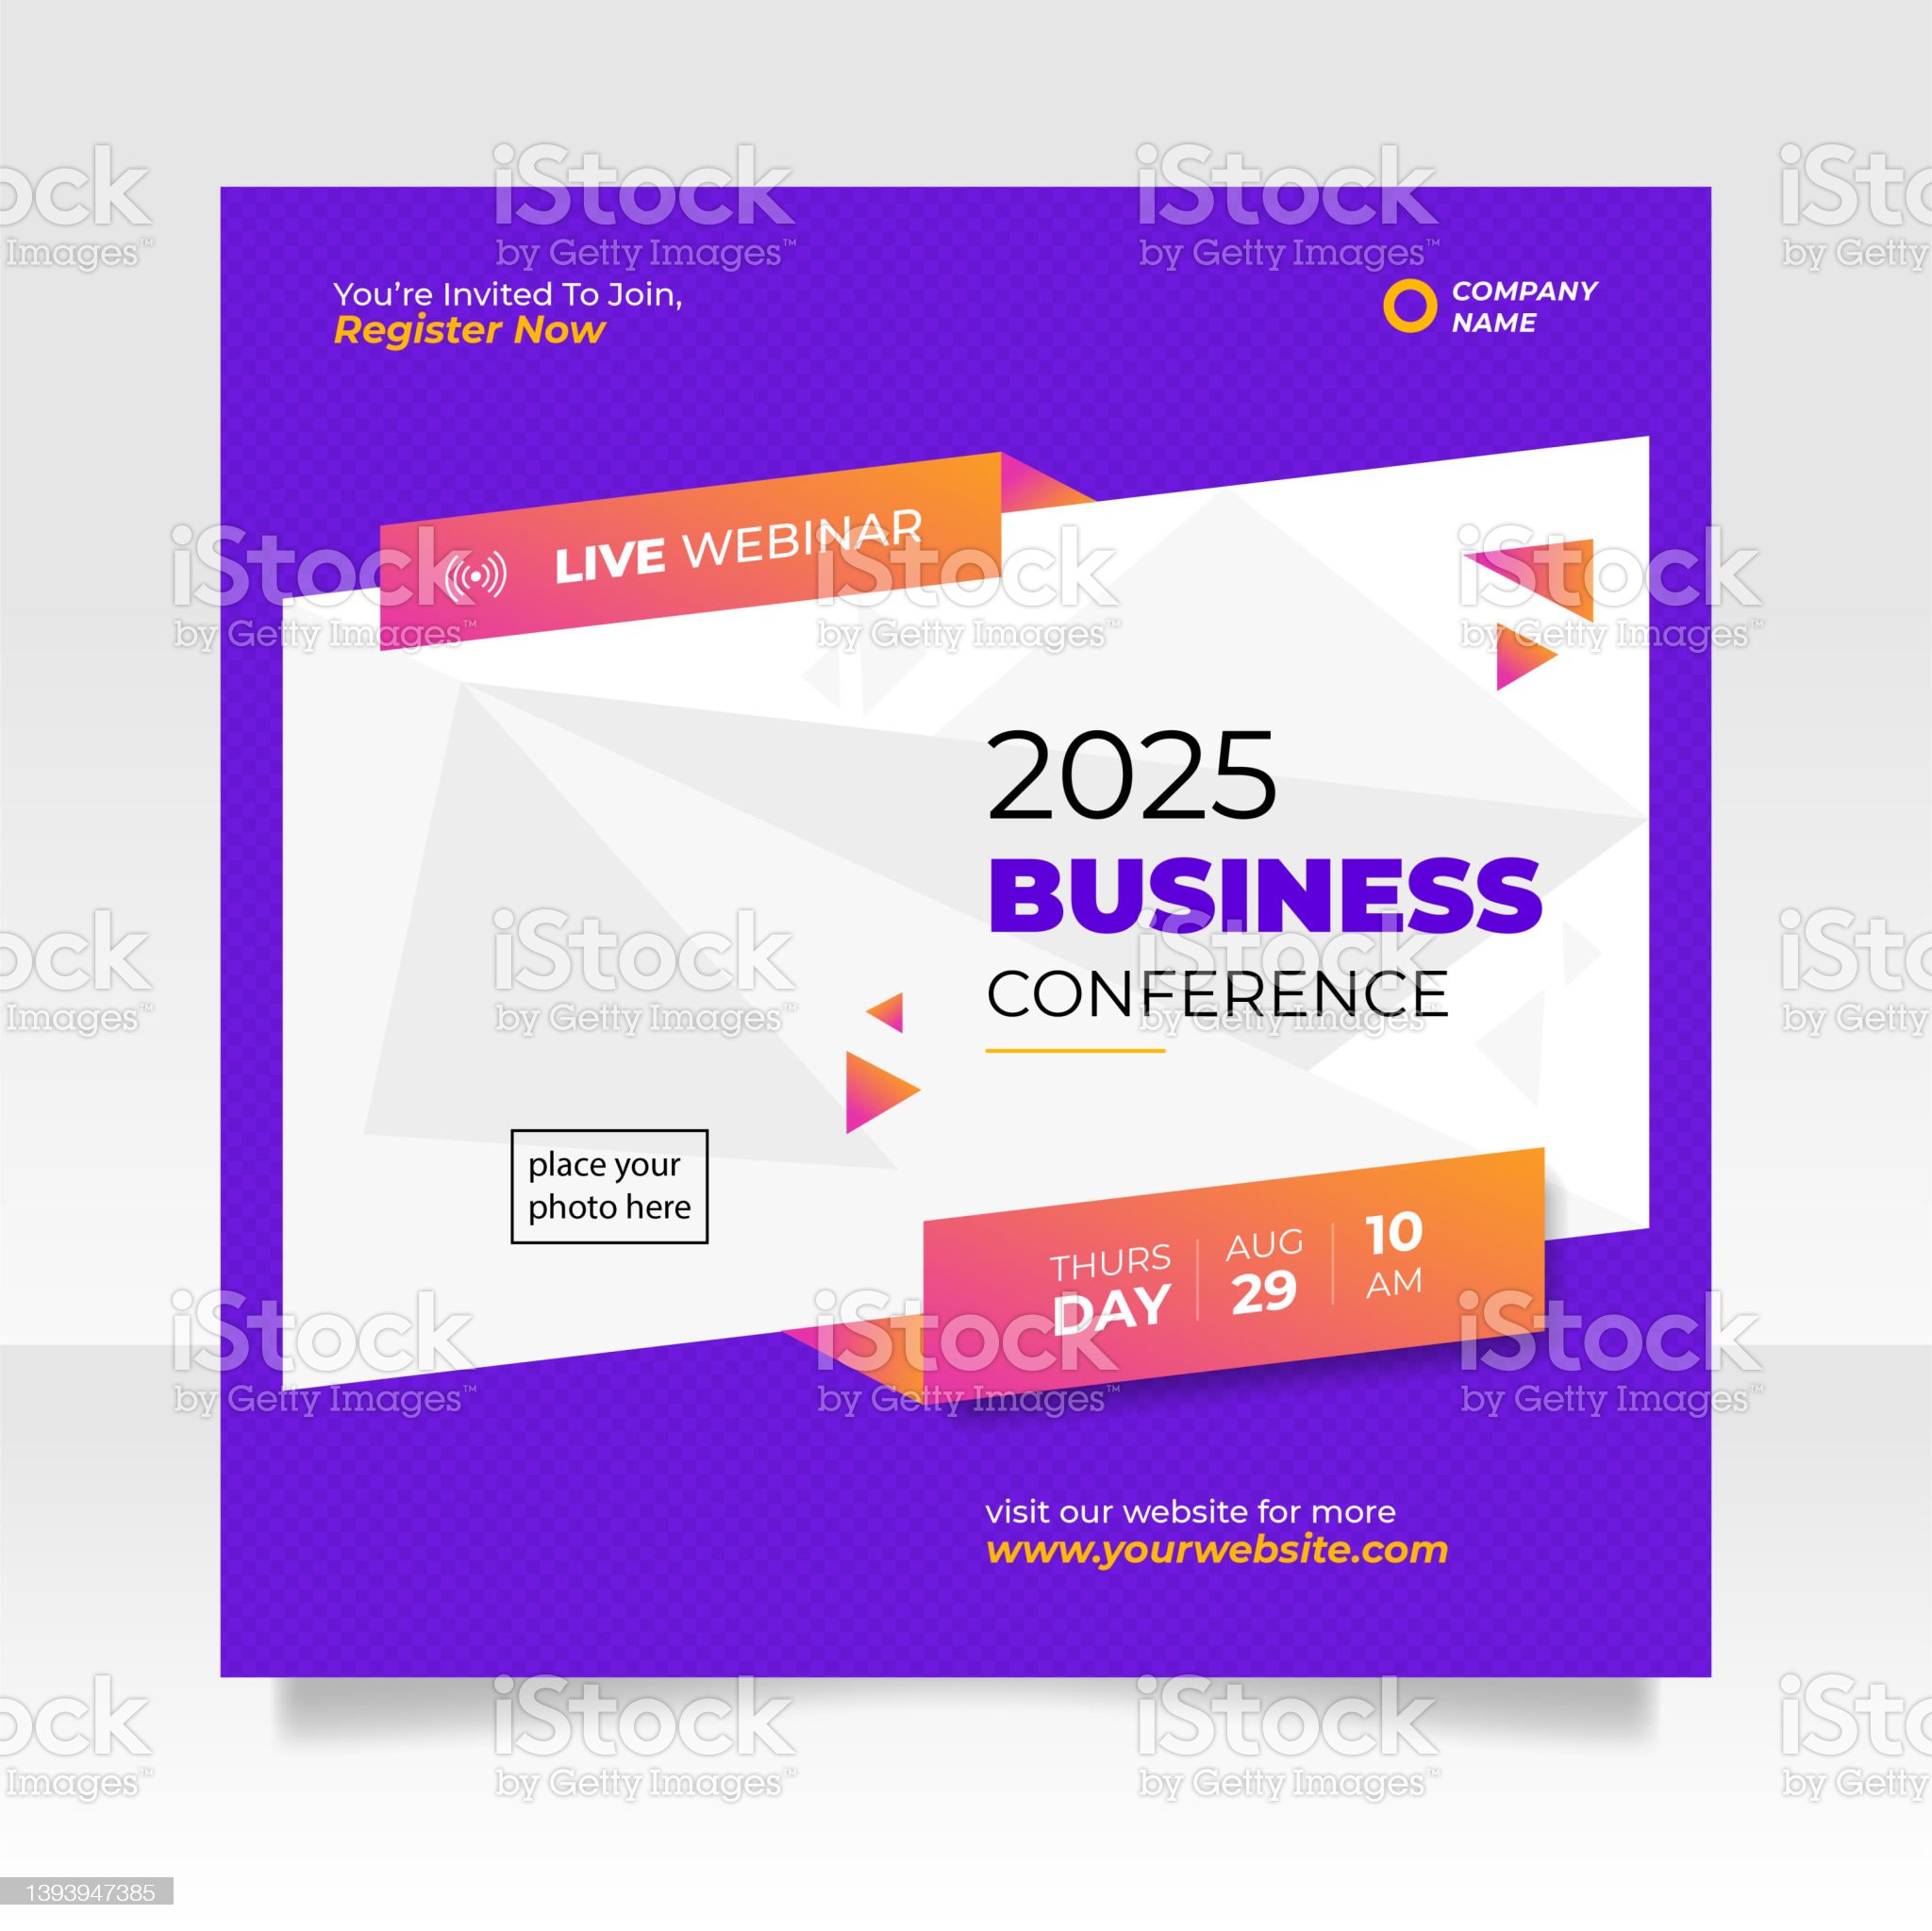 You're Invited To Join,
Register Now
COMPANY
NAME
LIVE WEBINAR
2025
BUSINESS
CONFERENCE
place your
photo here
THURS
DAY
AUG
29
10
AM
visit our website for more
www.yourwebsite.com
iStock
by Getty Images™
1393947385